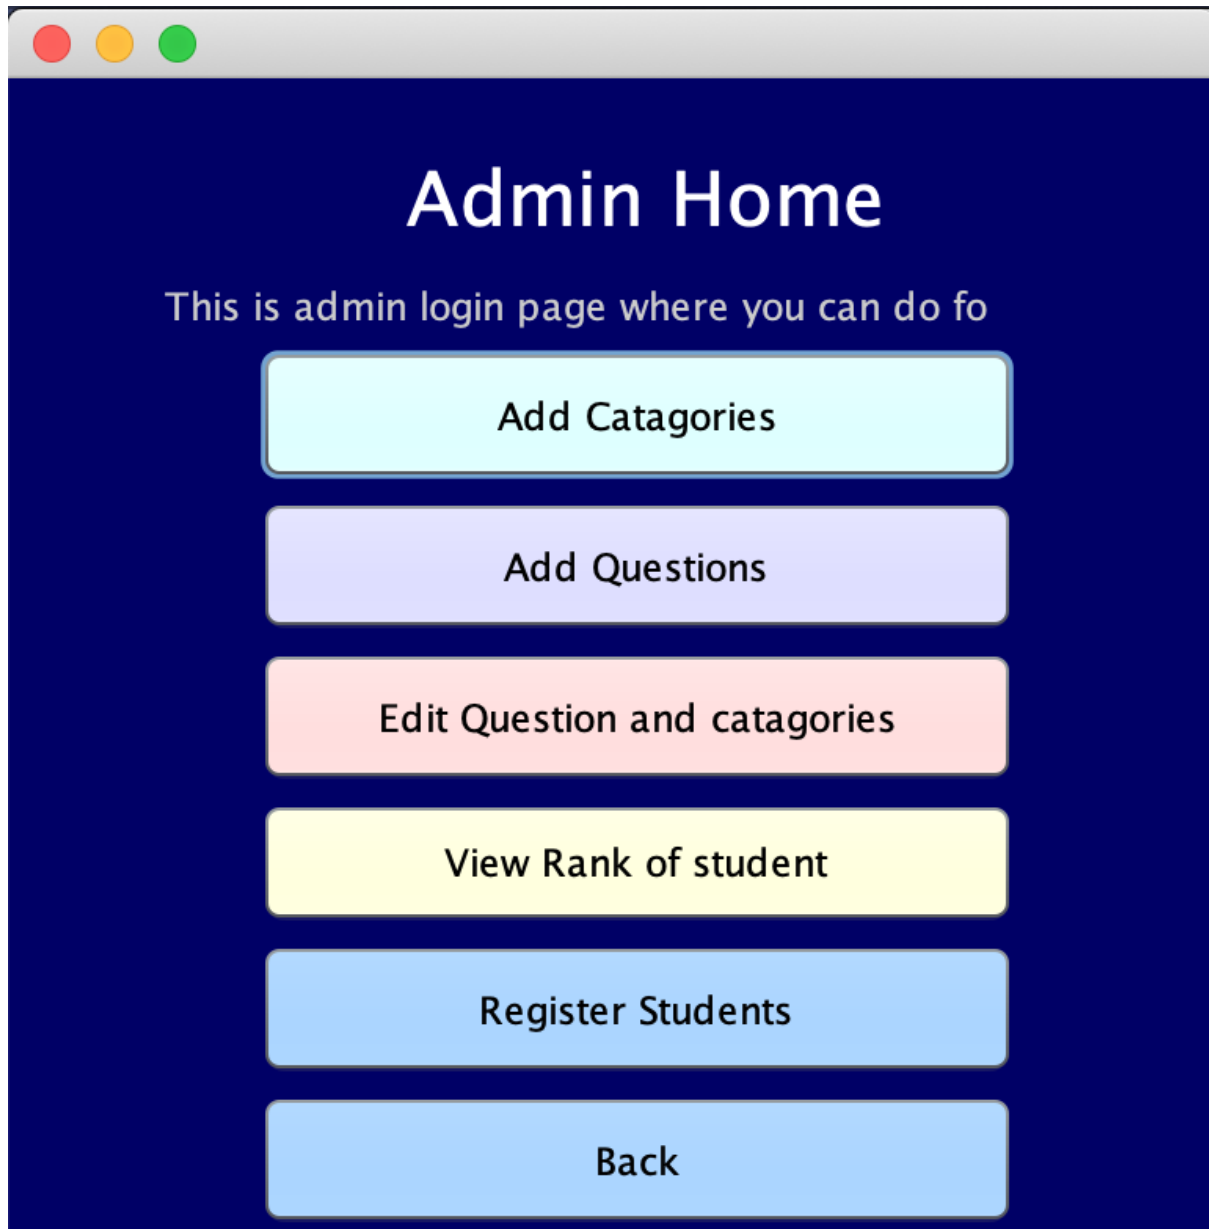 Admin Home
This is admin login page where you can do fo
Add Catagories
Add Questions
Edit Question and catagories
View Rank of student
Register Students
Back